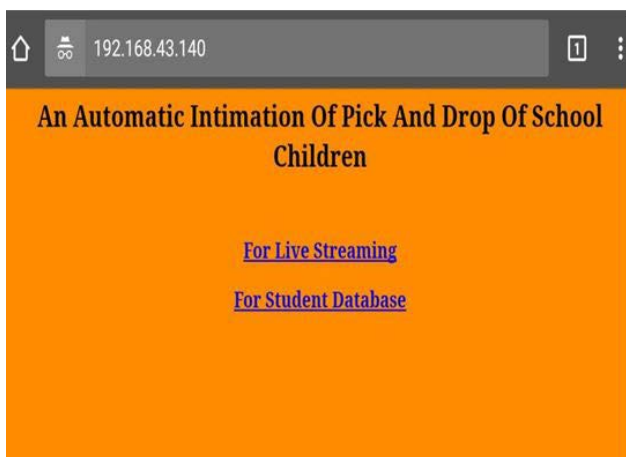 192.168.43.140
1
An Automatic Intimation Of Pick And Drop Of School
Children
For Live Streaming
For Student Database